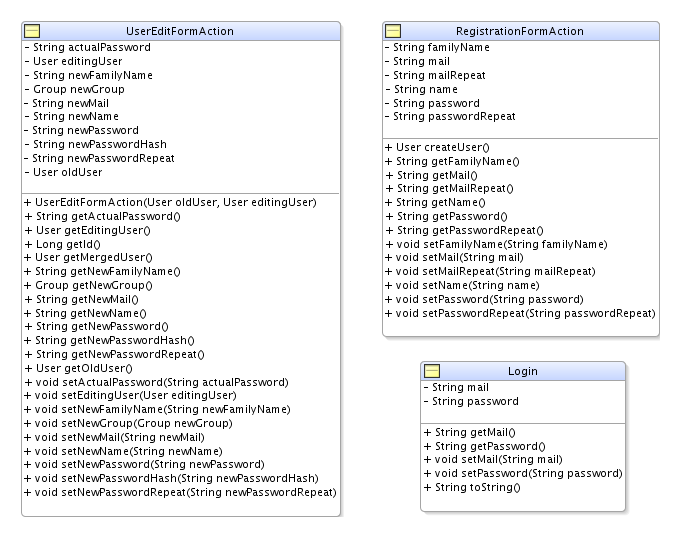 UserEditFormAction
- String actualPassword
- User editingUser
- String newFamilyName
- Group newGroup
- String newMail
- String newName
- String newPassword
- String newPasswordHash
- String newPasswordRepeat
- User oldUser
+ UserEditFormAction(User oldUser, User editingUser)
+ String getActualPassword()
+ User getEditingUser()
+ Long getId()
+ User getMergedUser()
+ String getNewFamilyName()
+ Group getNewGroup()
+ String getNewMail()
+ String getNewName()
+ String getNewPassword()
+ String getNewPasswordHash()
+ String getNewPasswordRepeat()
+ User getOldUser()
+ void setActualPassword(String actualPassword)
+ void setEditingUser(User editingUser)
+ void setNewFamilyName(String newFamilyName)
+ void setNewGroup(Group newGroup)
+ void setNewMail(String newMail)
+ void setNewName(String newName)
+ void setNewPassword(String newPassword)
+ void setNewPasswordHash(String newPasswordHash)
+ void setNewPasswordRepeat(String newPasswordRepeat)
RegistrationFormAction
- String familyName
- String mail
- String mailRepeat
- String name
- String password
- String passwordRepeat
+ User createUser()
+ String getFamilyName()
+ String getMail()
+ String getMailRepeat()
+ String getName()
+ String getPassword()
+ String getPasswordRepeat()
+ void setFamilyName(String familyName)
+ void setMail(String mail)
+ void setMailRepeat(String mailRepeat)
+ void setName(String name)
+ void setPassword(String password)
+ void setPasswordRepeat(String passwordRepeat)
Login
- String mail
- String password
+ String getMail()
+ String getPassword()
+ void setMail(String mail)
+ void setPassword(String password)
+ String toString()